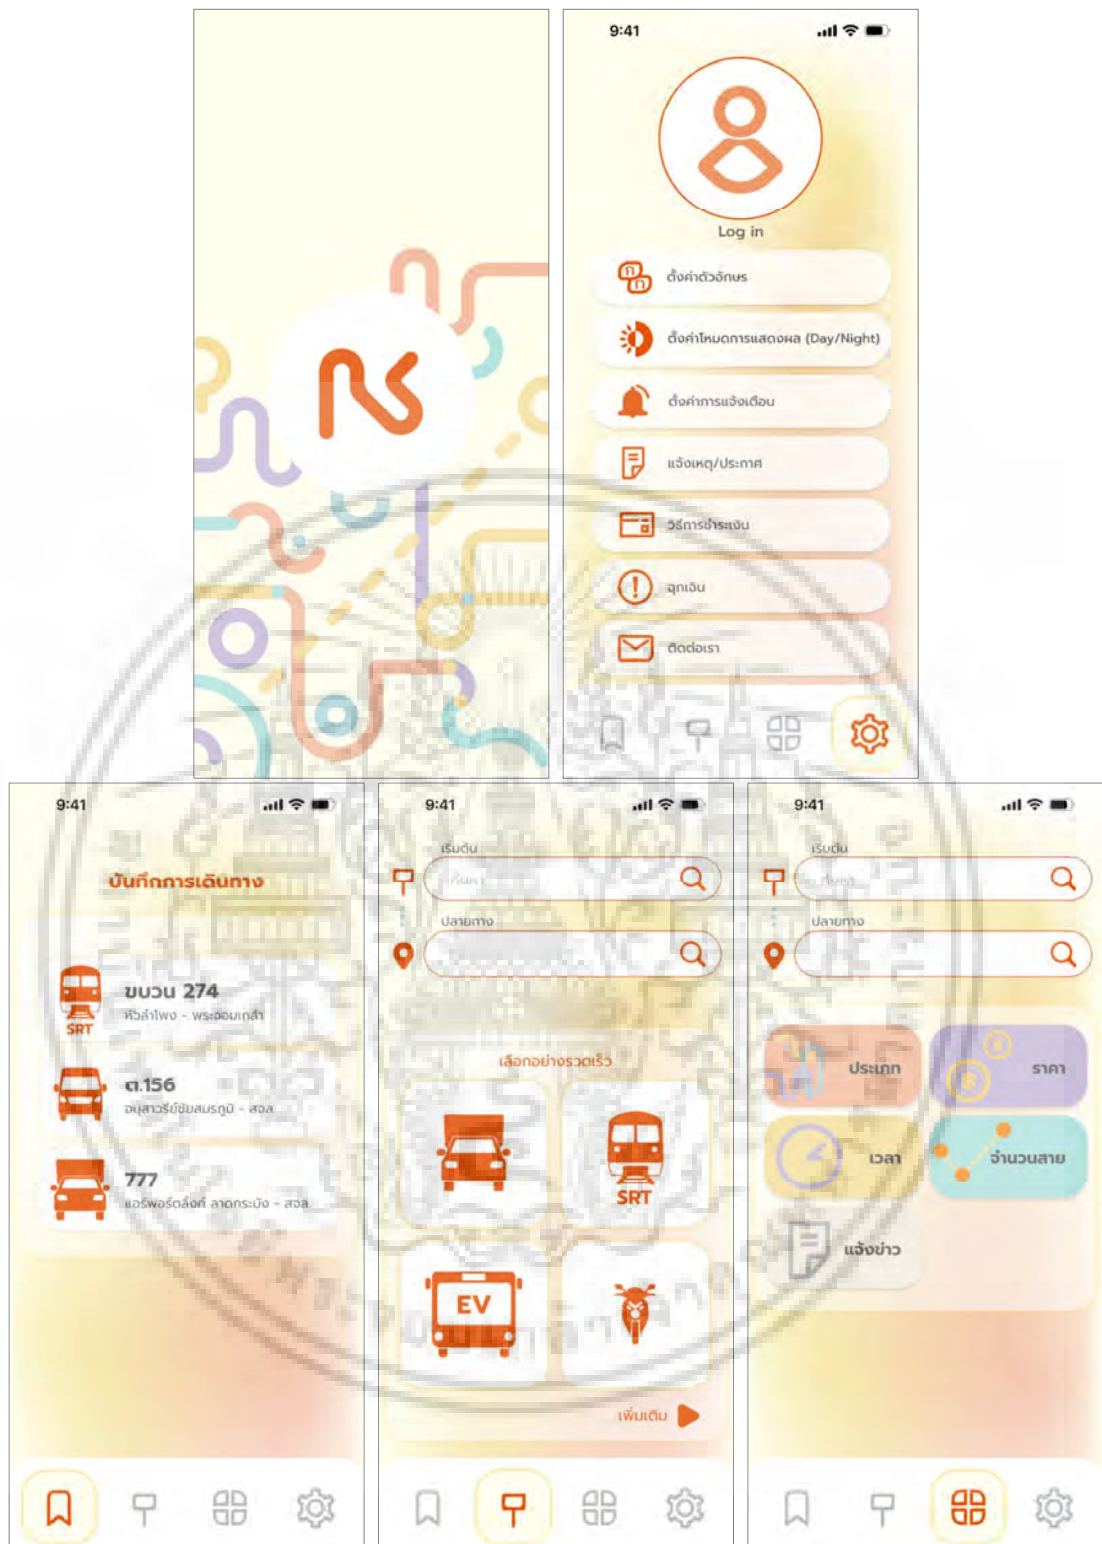 9:41
Log in
ตั้งค่าตัวอักษร
ตั้งค่าโหมดการแสดงผล (Day/Night)
ตั้งค่าการแจ้งเตือน
แจ้งเหตุ/ประกาศ
วิธีการชำระเงิน
ฉุกเฉิน
ติดต่อเรา
9:41
บันทึกการเดินทาง
SRT
ขบวน 274
หัวลำโพง - พระจอมเกล้า
ต.156
อนุสาวรีย์ชัยสมรภูมิ - สจล.
777
แอร์พอร์ตลิ้งก์ ลาดกระบัง - สจล.
9:41
เริ่มต้น
ค้นหา
ปลายทาง
เลือกอย่างรวดเร็ว
SRT
EV
เพิ่มเติม
9:41
เริ่มต้น
ค้นหา
ปลายทาง
ประเภท
ราคา
เวลา
จำนวนสาย
แจ้งข่าว